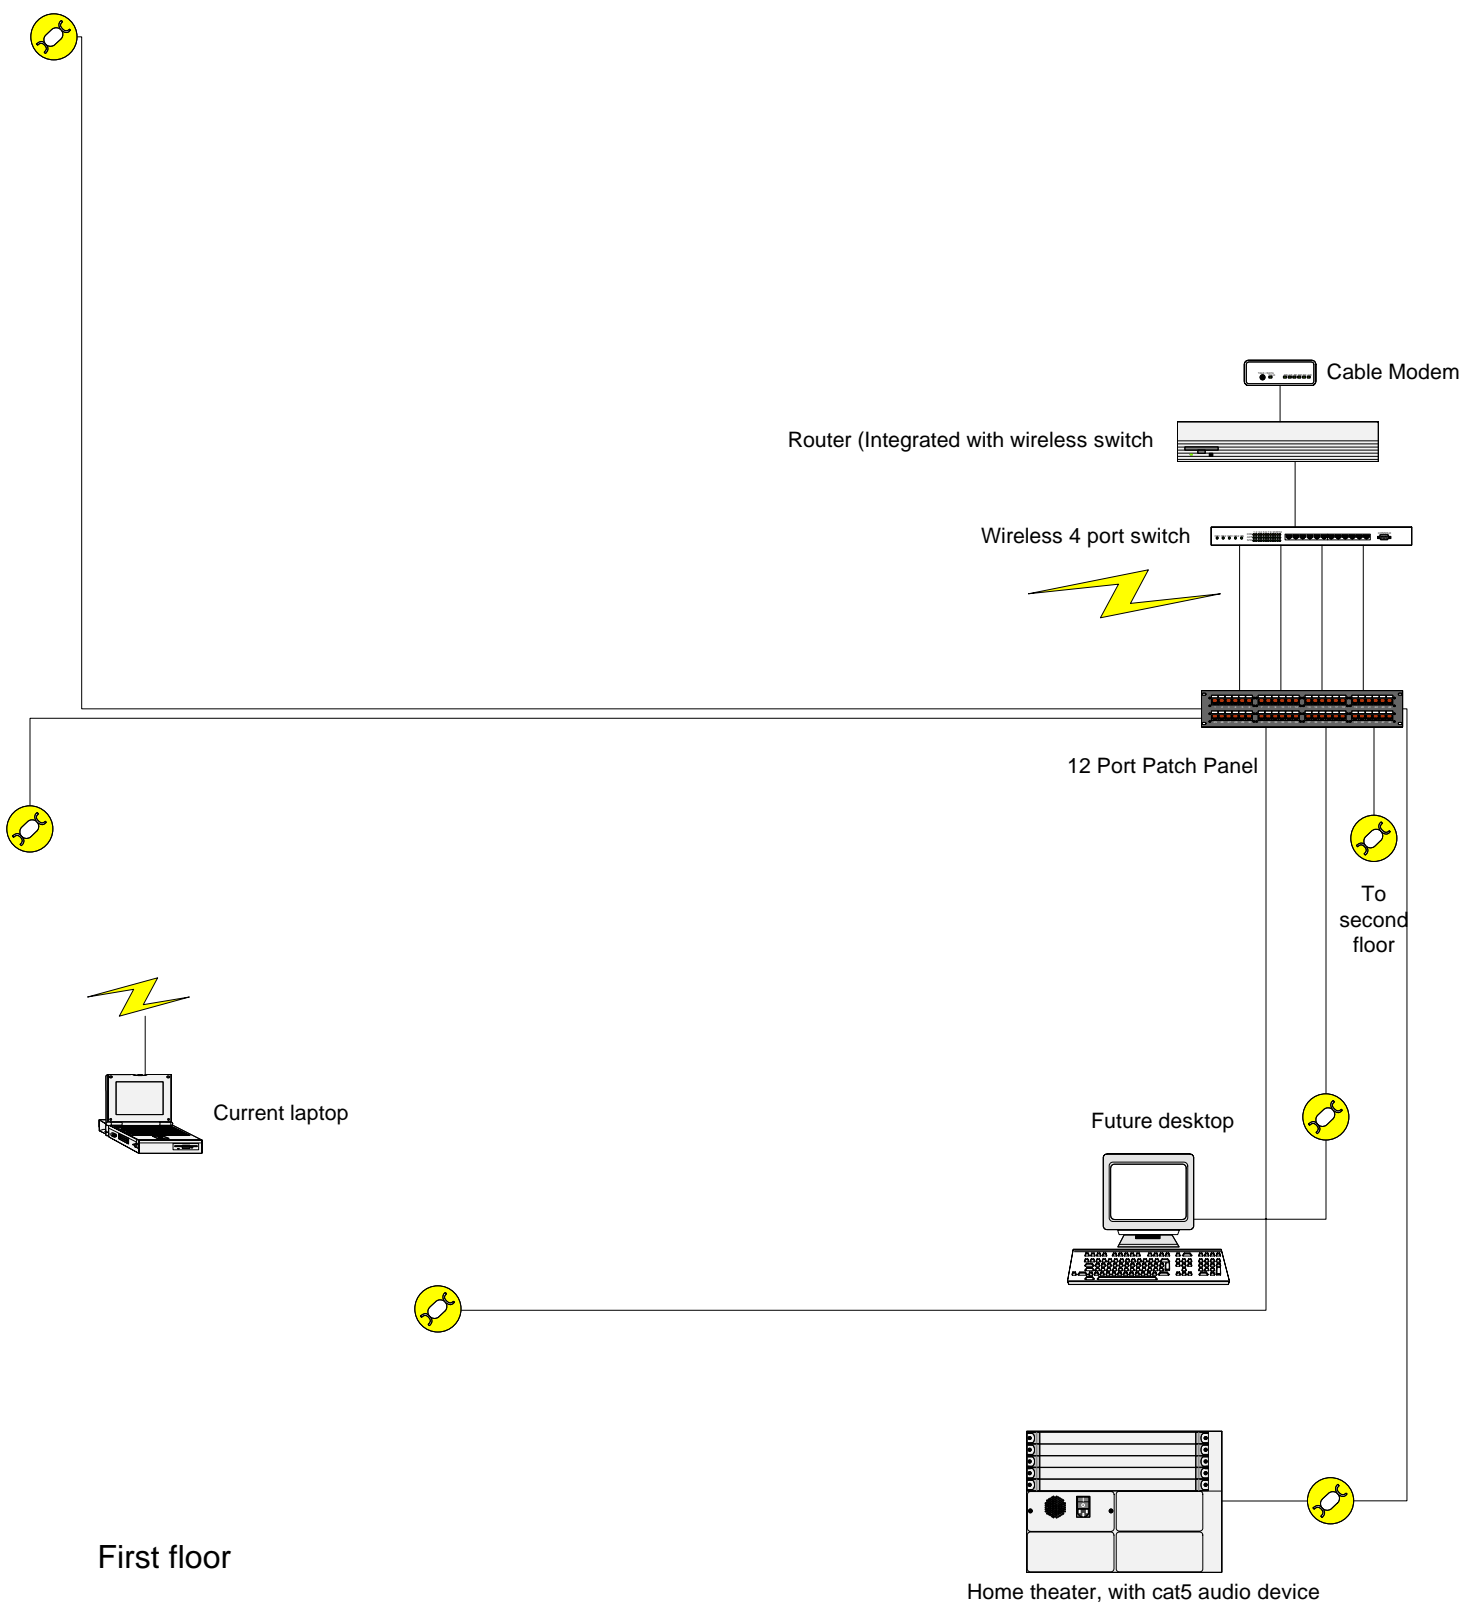 Cable Modem
Router (Integrated with wireless switch
Wireless 4 port switch
12 Port Patch Panel
To
second
floor
Current laptop
Future desktop
First floor
Home theater, with cat5 audio device